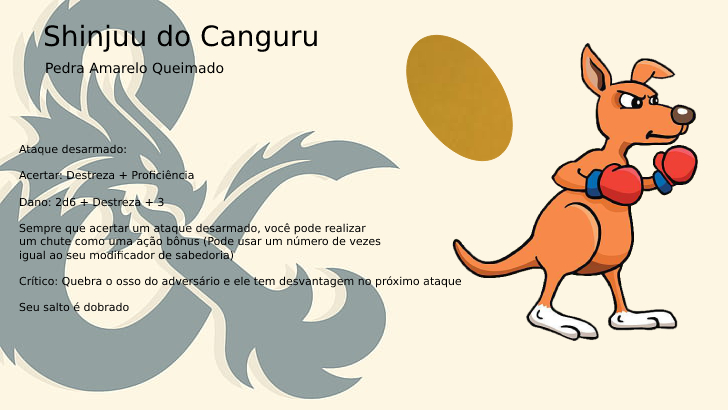 Shinjuu do Canguru
Pedra Amarelo Queimado
Ataque desarmado:
Acertar: Destreza + Proficiência
Dano: 2d6 + Destreza + 3
Sempre que acertar um ataque desarmado, você pode realizar
um chute como uma ação bônus (Pode usar um número de vezes
igual ao seu modificador de sabedoria)
Crítico: Quebra o osso do adversário e ele tem desvantagem no próximo ataque
Seu salto é dobrado